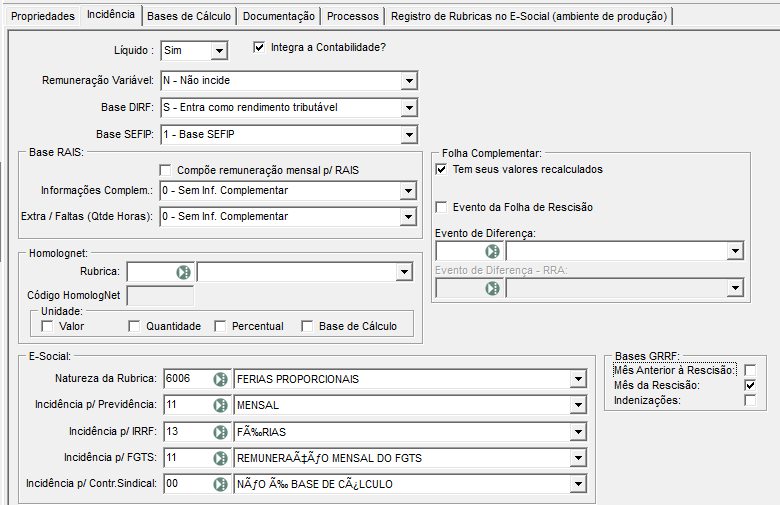 Propriedades Incidência Bases de Cálculo Documentação Processos Registro de Rubricas no E-Social (ambiente de produção)
Líquido : Sim Integra a Contabilidade?
Remuneração Variável: N - Não incide
Base DIRF: S - Entra como rendimento tributável
Base SEFIP: 1 - Base SEFIP
Base RAIS:
Compõe remuneração mensal p/ RAIS
Informações Complem.: 0 - Sem Inf. Complementar
Extra / Faltas (Qtde Horas): 0 - Sem Inf. Complementar
Folha Complementar:
Tem seus valores recalculados
Evento da Folha de Rescisão
Evento de Diferença:
Evento de Diferença - RRA:
Homolognet:
Rubrica:
Código HomologNet
Unidade:
Valor Quantidade Percentual Base de Cálculo
E-Social:
Natureza da Rubrica: 6006 FERIAS PROPORCIONAIS
Incidência p/ Previdência: 11 MENSAL
Incidência p/ IRRF: 13 FÃ‰RIAS
Incidência p/ FGTS: 11 REMUNERAÃ‡ÃƒO MENSAL DO FGTS
Incidência p/ Contr.Sindical: 00 NÃƒO Ã‰ BASE DE CÃ¿LCULO
Bases GRRF:
Mês Anterior à Rescisão:
Mês da Rescisão:
Indenizações: